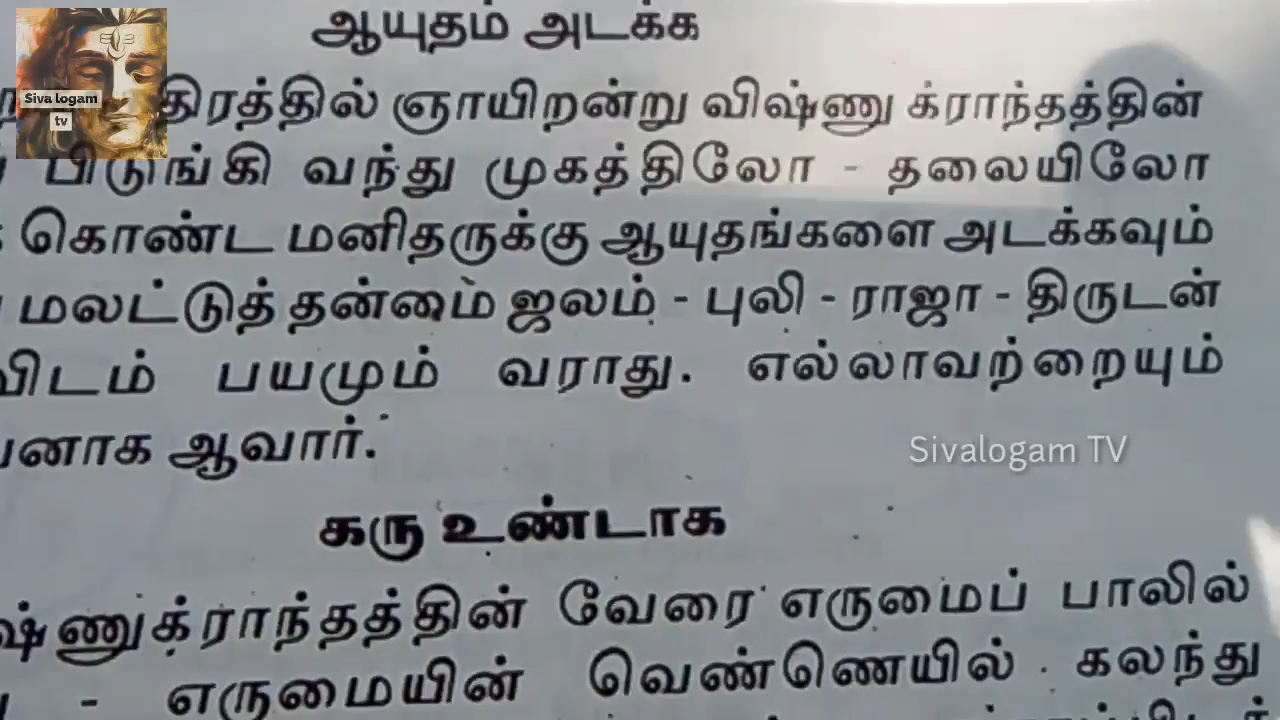 ஆயுதம் அடக்க
Siva logam
tv
திரத்தில் ஞாயிறன்று விஷ்ணு க்ராந்தத்தின்
பிடுங்கி வந்து முகத்திலோ - தலையிலோ
கொண்ட மனிதருக்கு ஆயுதங்களை அடக்கவும்
மலட்டுத் தன்மை ஜலம் - புலி - ராஜா - திருடன்
விடம் பயமும் வராது. எல்லாவற்றையும்
னாக ஆவார்.
Sivalogam TV
கரு உண்டாக
ஷ்ணுக்ராந்தத்தின் வேரை எருமைப் பாலில்
- எருமையின் வெண்ணெயில் கலந்து